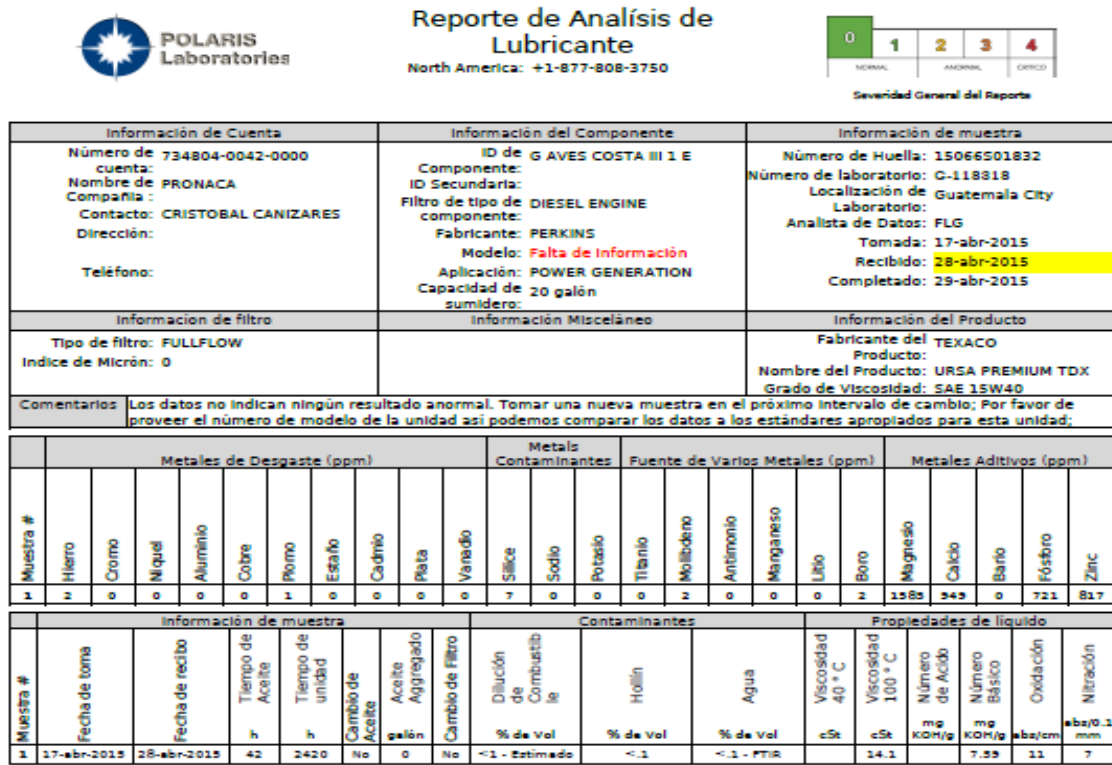 POLARIS
Laboratories
Reporte de Analísis de
Lubricante
North America: +1-877-808-3750
0 1 2 3 4
NORMAL ANORMAL CRITICO
Severidad General del Reporte
Información de Cuenta
Número de cuenta: 734804-0042-0000
Nombre de Compañia : PRONACA
Contacto: CRISTOBAL CANIZARES
Dirección:
Teléfono:
Información del Componente
ID de Componente: G AVES COSTA III 1 E
ID Secundaria:
Filtro de tipo de componente: DIESEL ENGINE
Fabricante: PERKINS
Modelo: Falta de Información
Aplicación: POWER GENERATION
Capacidad de sumidero: 20 galón
Información de muestra
Número de Huella: 15066S01832
Número de laboratorio: G-118818
Localización de Laboratorio: Guatemala City
Analista de Datos: FLG
Tomada: 17-abr-2015
Recibido: 28-abr-2015
Completado: 29-abr-2015
Informacion de filtro
Tipo de filtro: FULLFLOW
Indice de Micrón: 0
Información Misceláneo
Información del Producto
Fabricante del Producto: TEXACO
Nombre del Producto: URSA PREMIUM TDX
Grado de Viscosidad: SAE 15W40
Comentarios Los datos no indican ningún resultado anormal. Tomar una nueva muestra en el próximo intervalo de cambio; Por favor de
proveer el número de modelo de la unidad asi podemos comparar los datos a los estándares apropiados para esta unidad;
Metales de Desgaste (ppm) Metals Contaminantes Fuente de Varios Metales (ppm) Metales Aditivos (ppm)
Muestra # Hierro Cromo Niquel Aluminio Cobre Plomo Estaño Cadmio Plata Vanadio Silice Sodio Potasio Titanio Molibdeno Antimonio Manganeso Litio Boro Magnesio Calcio Bario Fósforo Zinc
1 2 0 0 0 0 1 0 0 0 0 7 0 0 0 2 0 0 0 2 1585 949 0 721 817
Información de muestra Contaminantes Propiedades de liquido
Muestra # Fecha de toma Fecha de recibo Tiempo de Aceite h Tiempo de unidad h Cambio de Aceite Aceite Aggregado galón Cambio de Filtro Dilución de Combustible % de Vol Hollín % de Vol Agua % de Vol Viscosidad 40 ° C cSt Viscosidad 100 ° C cSt Número de Acido mg KOH/g Número Básico mg KOH/g Oxidación abs/cm Nitración abs/0.1 mm
1 17-abr-2015 28-abr-2015 42 2420 No 0 No <1 - Estimado <.1 <.1 - FTIR 14.1 7.59 11 7